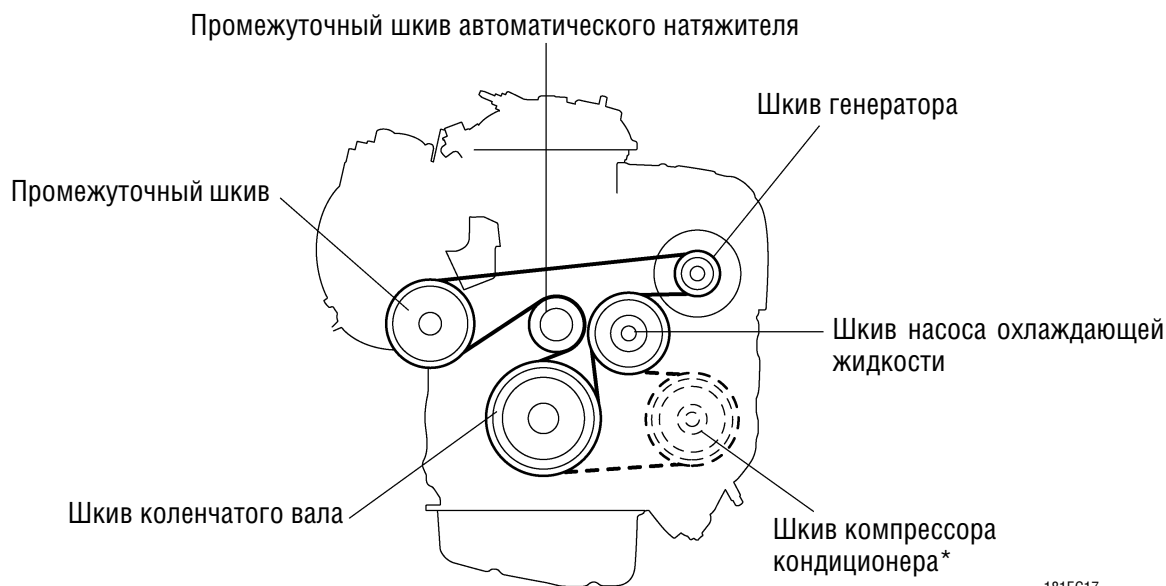 Промежуточный шкив автоматического натяжителя
Шкив генератора
Промежуточный шкив
Шкив насоса охлаждающей
жидкости
Шкив коленчатого вала
Шкив компрессора
кондиционера*